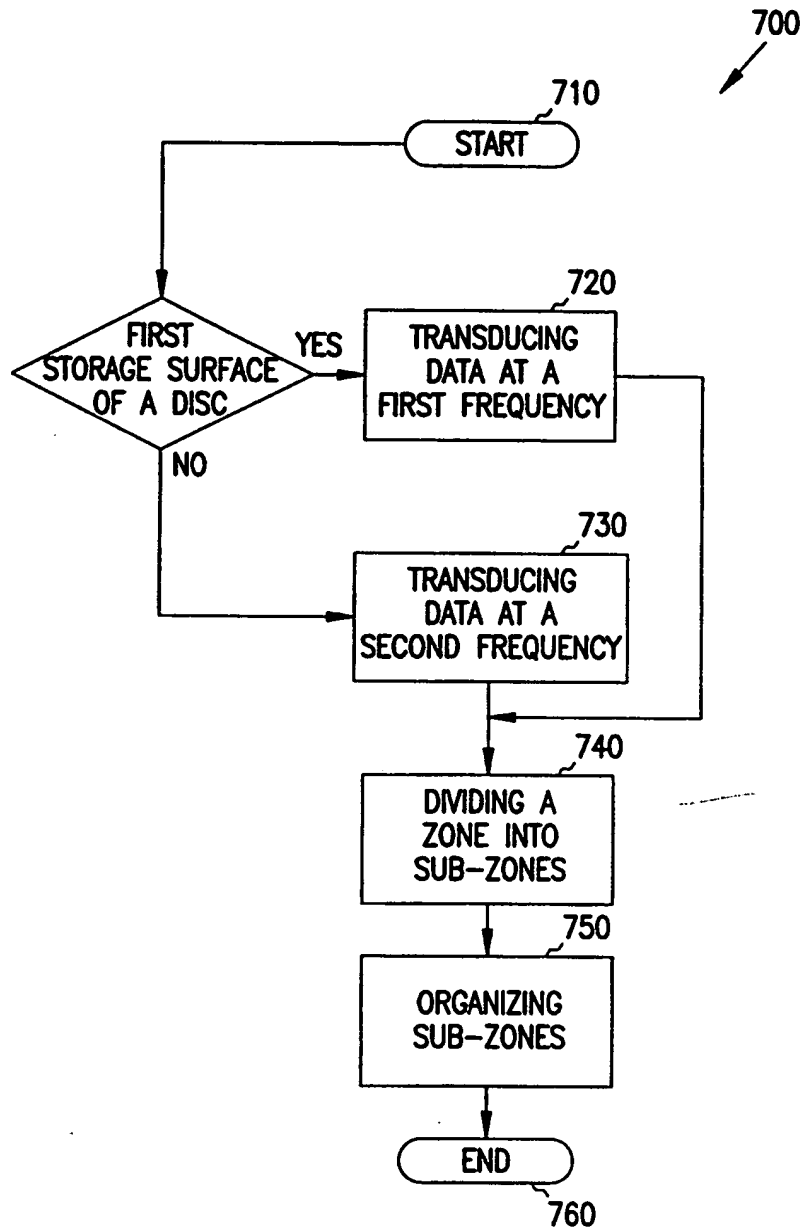 700
710
START
FIRST
STORAGE SURFACE
OF A DISC
YES
NO
720
TRANSDUCING
DATA AT A
FIRST FREQUENCY
730
TRANSDUCING
DATA AT A
SECOND FREQUENCY
740
DIVIDING A
ZONE INTO
SUB-ZONES
750
ORGANIZING
SUB-ZONES
END
760